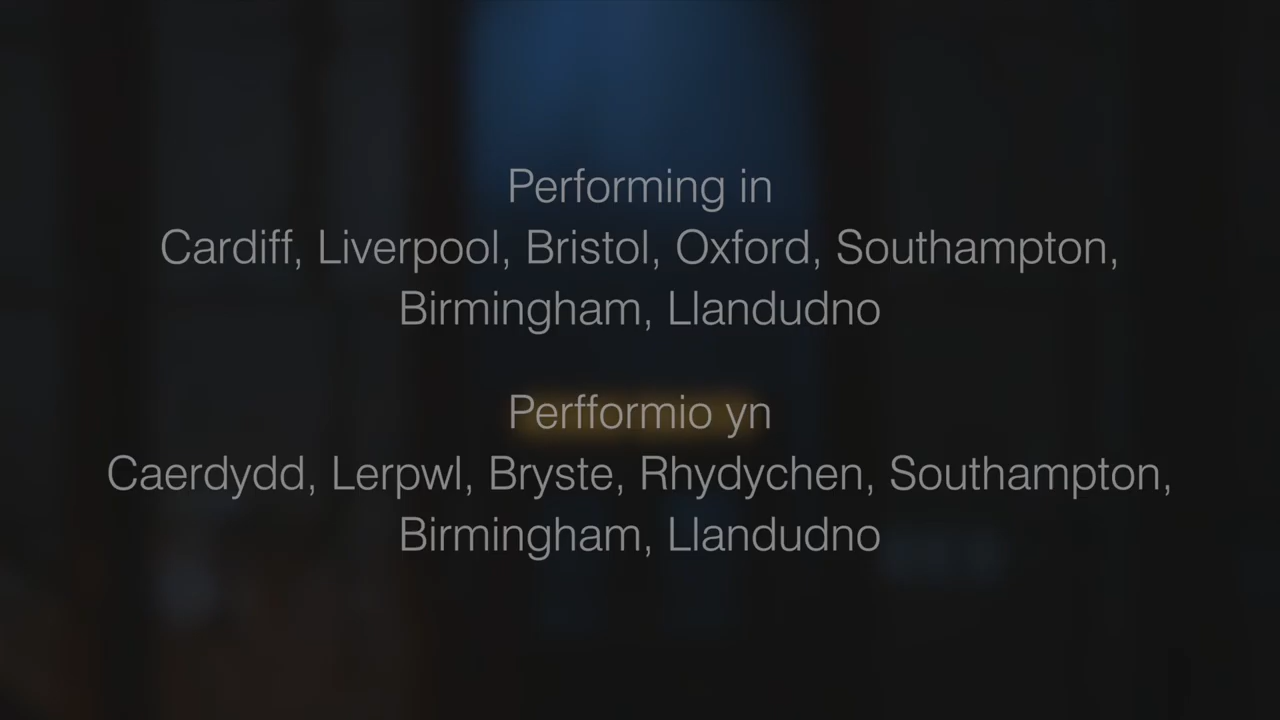 Performing in
Cardiff, Liverpool, Bristol, Oxford, Southampton,
Birmingham, Llandudno
Perfformio yn
Caerdydd, Lerpwl, Bryste, Rhydychen, Southampton,
Birmingham, Llandudno